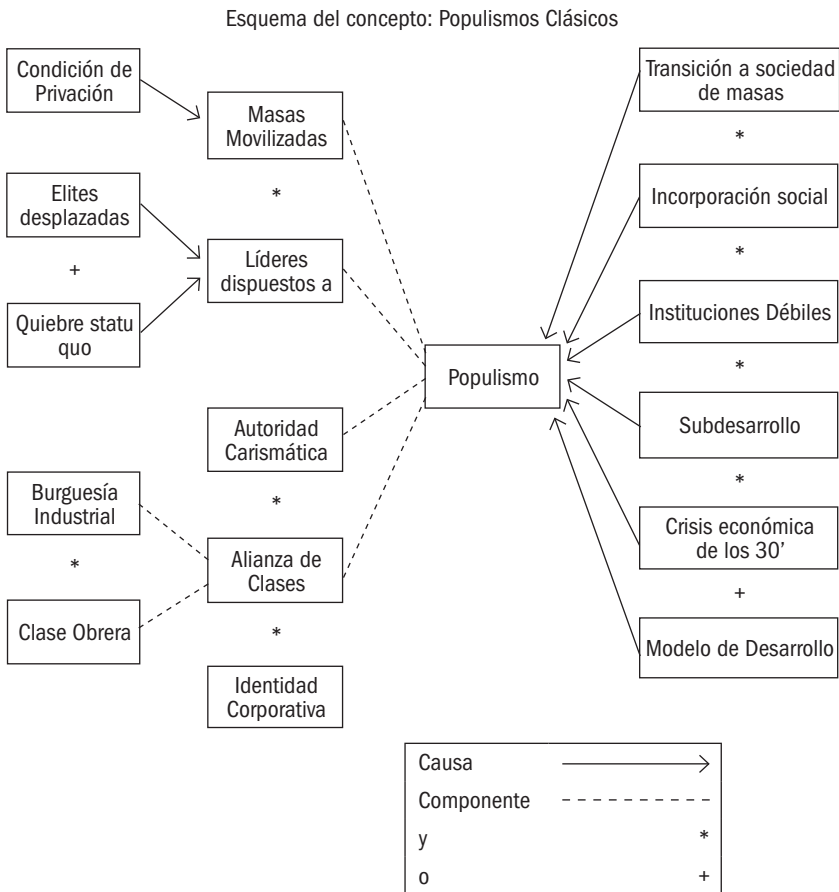 Esquema del concepto: Populismos Clásicos
Condición de
Privación
Masas
Movilizadas
*
Elites
desplazadas
+
Quiebre statu
quo
Líderes
dispuestos a
Autoridad
Carismática
*
Burguesía
Industrial
*
Clase Obrera
Alianza de
Clases
*
Identidad
Corporativa
Populismo
Transición a sociedad
de masas
*
Incorporación social
*
Instituciones Débiles
*
Subdesarrollo
*
Crisis económica
de los 30'
+
Modelo de Desarrollo
Causa
Componente
y *
o +